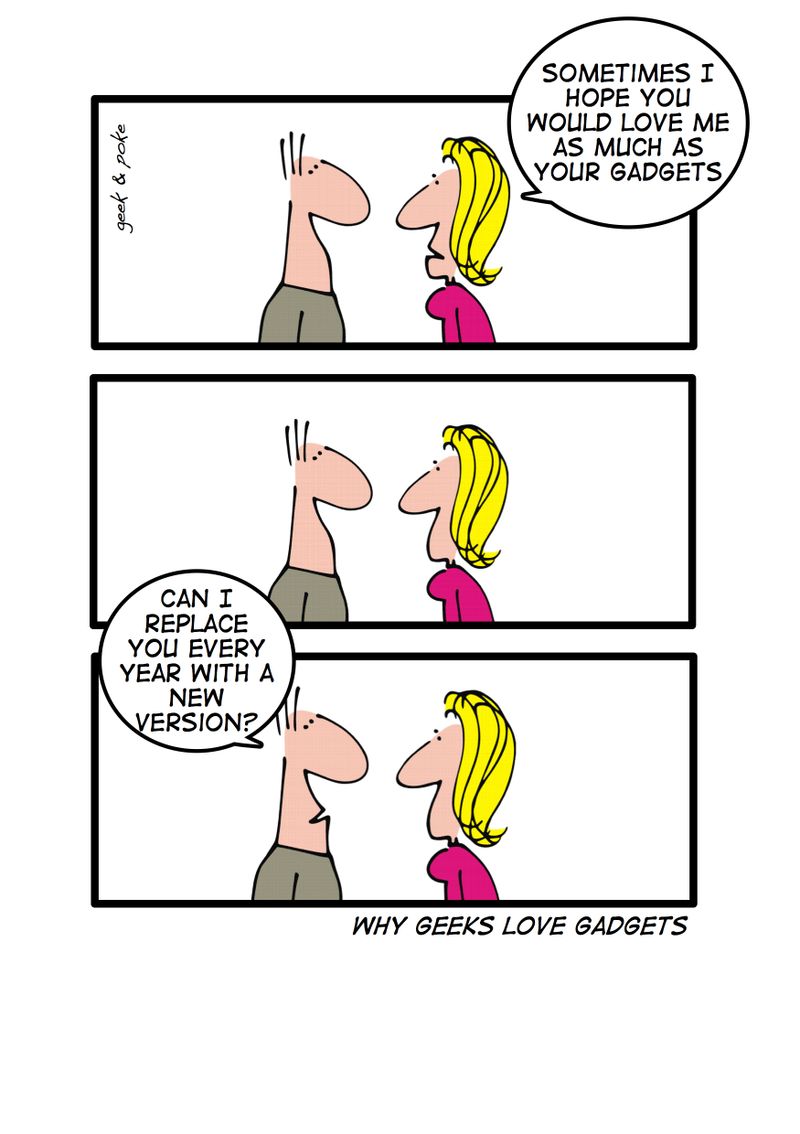 geek & poke
SOMETIMES I
HOPE YOU
WOULD LOVE ME
AS MUCH AS
YOUR GADGETS
CAN I
REPLACE
YOU EVERY
YEAR WITH A
NEW
VERSION?
WHY GEEKS LOVE GADGETS